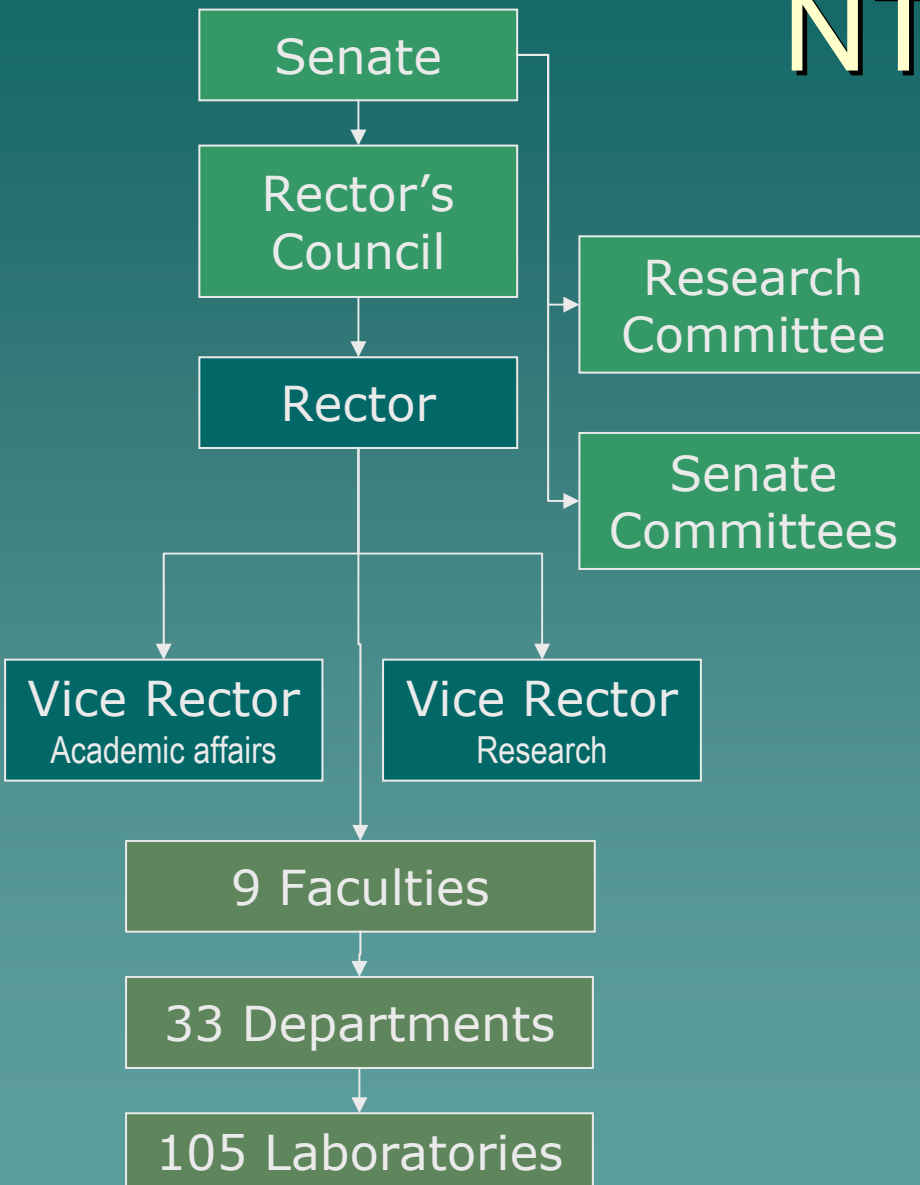 NT
Senate
Rector’s
Council
Research
Committee
Rector
Senate
Committees
Vice Rector
Academic affairs
Vice Rector
Research
9 Faculties
33 Departments
105 Laboratories